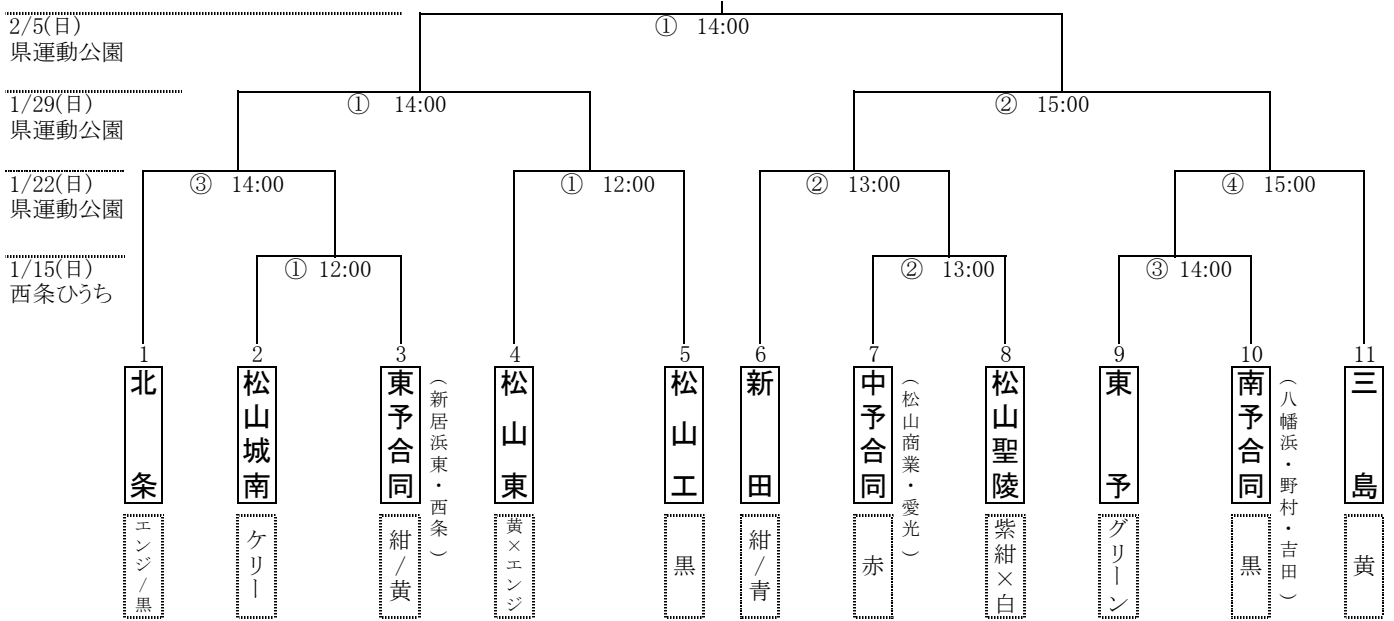 2/5(日)
県運動公園
① 14:00
1/29(日)
県運動公園
① 14:00
② 15:00
1/22(日)
県運動公園
③ 14:00
① 12:00
② 13:00
④ 15:00
1/15(日)
西条ひうち
① 12:00
② 13:00
③ 14:00
1
北条
エンジ/黒
2
松山城南
ケリー
3
東予合同
(新居浜東・西条)
紺/黄
4
松山東
黄×エンジ
5
松山工
黒
6
新田
紺/青
7
中予合同
(松山商業・愛光)
赤
8
松山聖陵
紫紺×白
9
東予
グリーン
10
南予合同
(八幡浜・野村・吉田)
黒
11
三島
黄